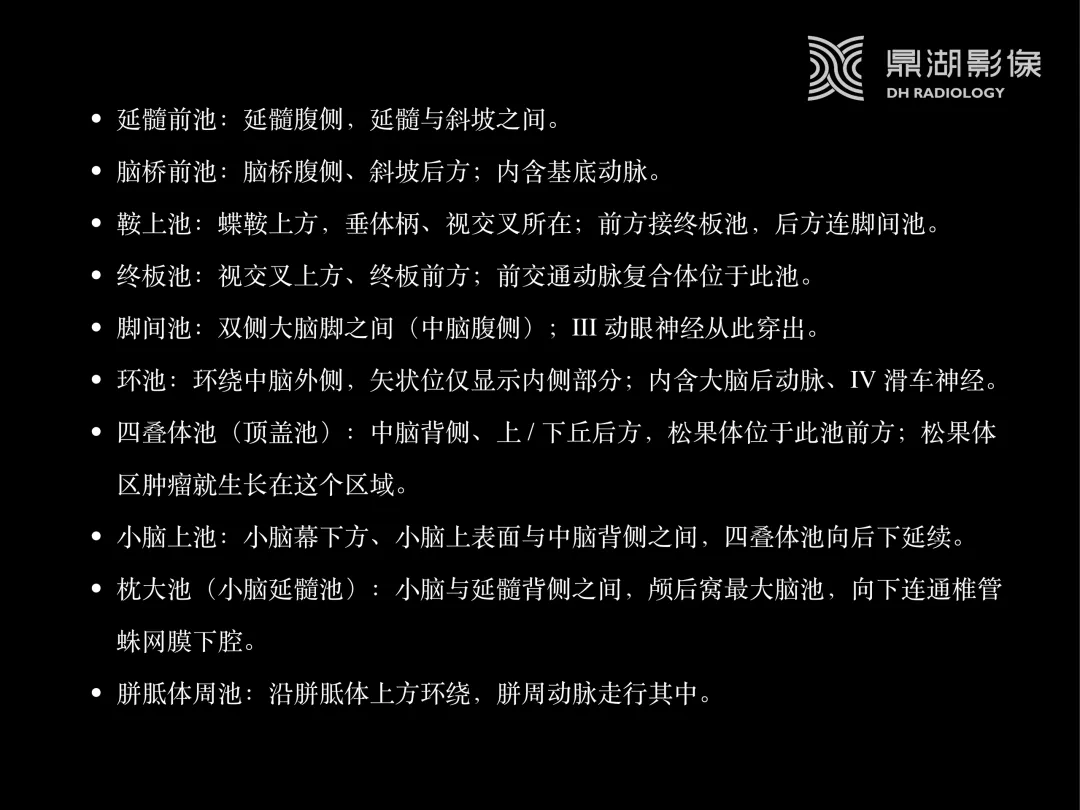 鼎湖影像
DH RADIOLOGY
• 延髓前池：延髓腹侧，延髓与斜坡之间。
• 脑桥前池：脑桥腹侧、斜坡后方；内含基底动脉。
• 鞍上池：蝶鞍上方，垂体柄、视交叉所在；前方接终板池，后方连脚间池。
• 终板池：视交叉上方、终板前方；前交通动脉复合体位于此池。
• 脚间池：双侧大脑脚之间（中脑腹侧）；III 动眼神经从此穿出。
• 环池：环绕中脑外侧，矢状位仅显示内侧部分；内含大脑后动脉、IV 滑车神经。
• 四叠体池（顶盖池）：中脑背侧、上 / 下丘后方，松果体位于此池前方；松果体
区肿瘤就生长在这个区域。
• 小脑上池：小脑幕下方、小脑上表面与中脑背侧之间，四叠体池向后下延续。
• 枕大池（小脑延髓池）：小脑与延髓背侧之间，颅后窝最大脑池，向下连通椎管
蛛网膜下腔。
• 胼胝体周池：沿胼胝体上方环绕，胼周动脉走行其中。